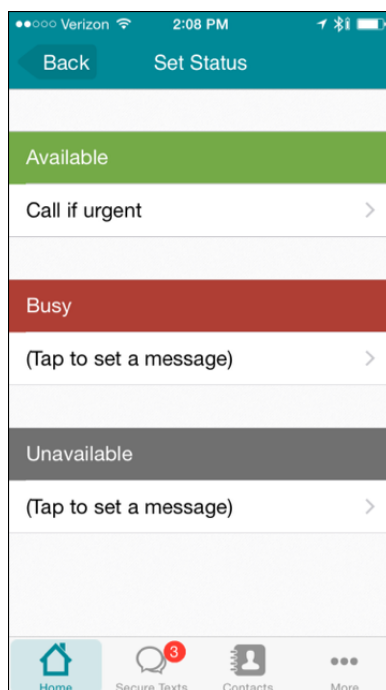 Verizon 2:08 PM
Back Set Status
Available
Call if urgent
Busy
(Tap to set a message)
Unavailable
(Tap to set a message)
3
Home Secure Texts Contacts More